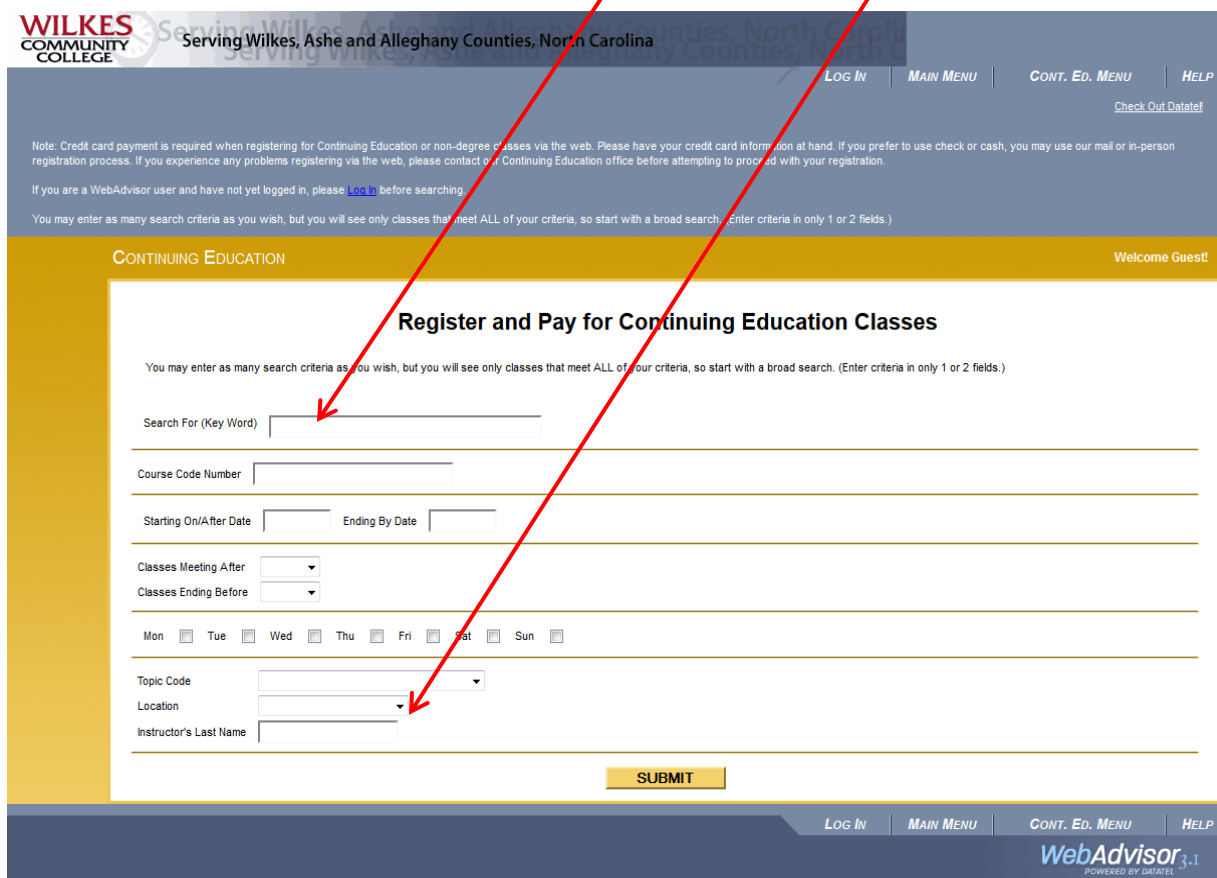 WILKES
COMMUNITY
COLLEGE
Serving Wilkes, Ashe and Alleghany Counties, North Carolina
LOG IN MAIN MENU CONT. ED. MENU HELP
Check Out Datatel!
Note: Credit card payment is required when registering for Continuing Education or non-degree classes via the web. Please have your credit card information at hand. If you prefer to use check or cash, you may use our mail or in-person
registration process. If you experience any problems registering via the web, please contact our Continuing Education office before attempting to proceed with your registration.
If you are a WebAdvisor user and have not yet logged in, please Log In before searching.
You may enter as many search criteria as you wish, but you will see only classes that meet ALL of your criteria, so start with a broad search. (Enter criteria in only 1 or 2 fields.)
CONTINUING EDUCATION Welcome Guest!
Register and Pay for Continuing Education Classes
You may enter as many search criteria as you wish, but you will see only classes that meet ALL of your criteria, so start with a broad search. (Enter criteria in only 1 or 2 fields.)
Search For (Key Word)
Course Code Number
Starting On/After Date Ending By Date
Classes Meeting After
Classes Ending Before
Mon Tue Wed Thu Fri Sat Sun
Topic Code
Location
Instructor's Last Name
SUBMIT
LOG IN MAIN MENU CONT. ED. MENU HELP
WebAdvisor 3.1
POWERED BY DATATEL